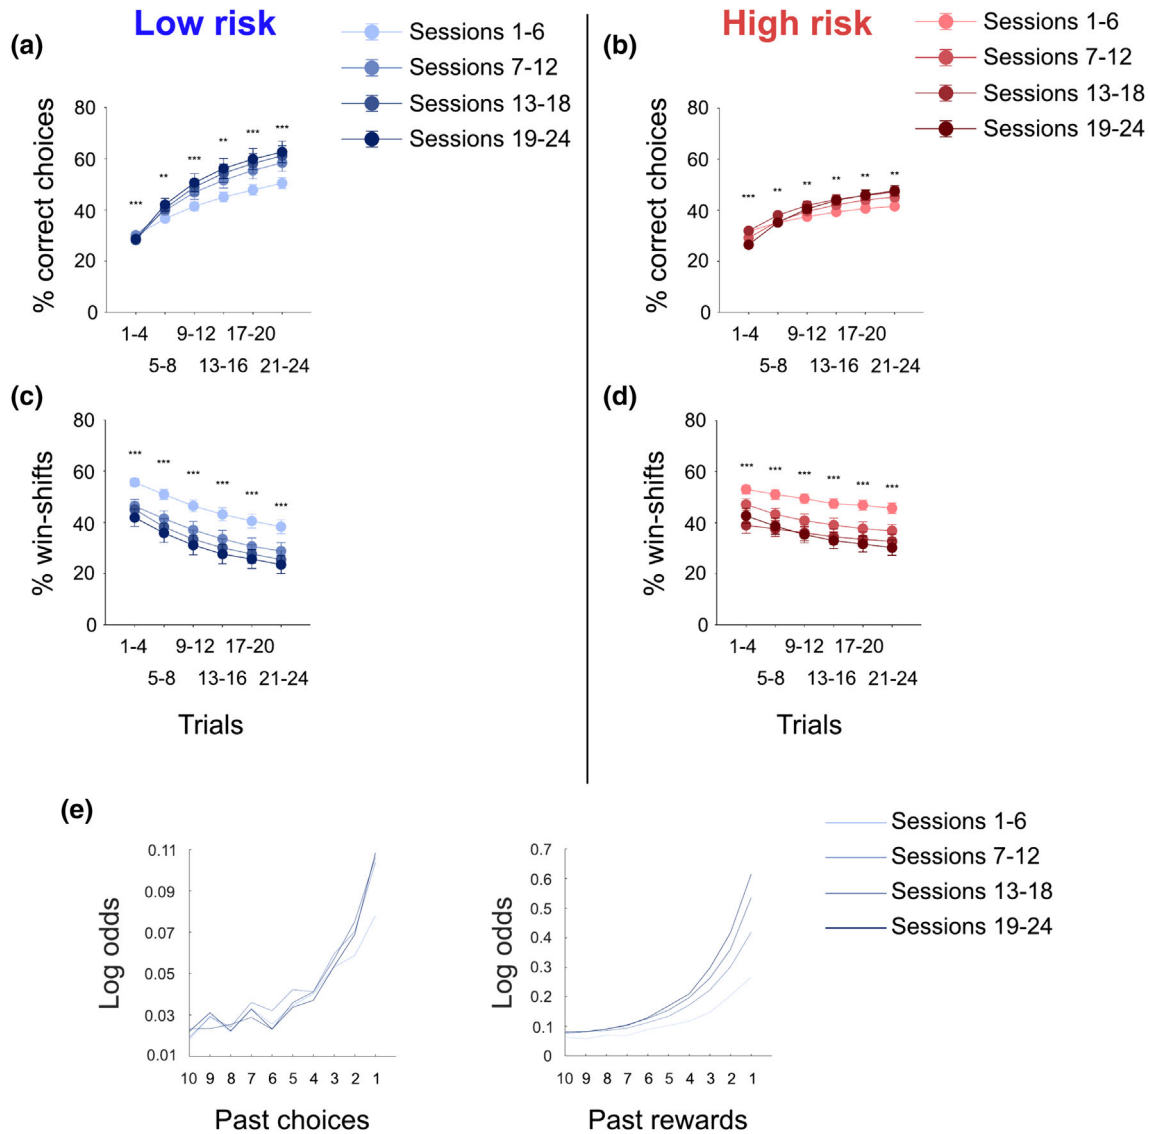 Low risk
High risk
(a)
Sessions 1-6
Sessions 7-12
Sessions 13-18
Sessions 19-24
% correct choices
80
60
40
20
0
***
**
***
**
***
***
1-4
9-12
17-20
5-8
13-16
21-24
(b)
Sessions 1-6
Sessions 7-12
Sessions 13-18
Sessions 19-24
% correct choices
80
60
40
20
0
***
**
**
**
**
**
1-4
9-12
17-20
5-8
13-16
21-24
(c)
% win-shifts
80
60
40
20
0
***
***
***
***
***
***
1-4
9-12
17-20
5-8
13-16
21-24
Trials
(d)
% win-shifts
80
60
40
20
0
***
***
***
***
***
***
1-4
9-12
17-20
5-8
13-16
21-24
Trials
(e)
Log odds
0.11
0.09
0.07
0.05
0.03
0.01
10 9 8 7 6 5 4 3 2 1
Past choices
Log odds
0.7
0.6
0.5
0.4
0.3
0.2
0.1
0
10 9 8 7 6 5 4 3 2 1
Past rewards
Sessions 1-6
Sessions 7-12
Sessions 13-18
Sessions 19-24